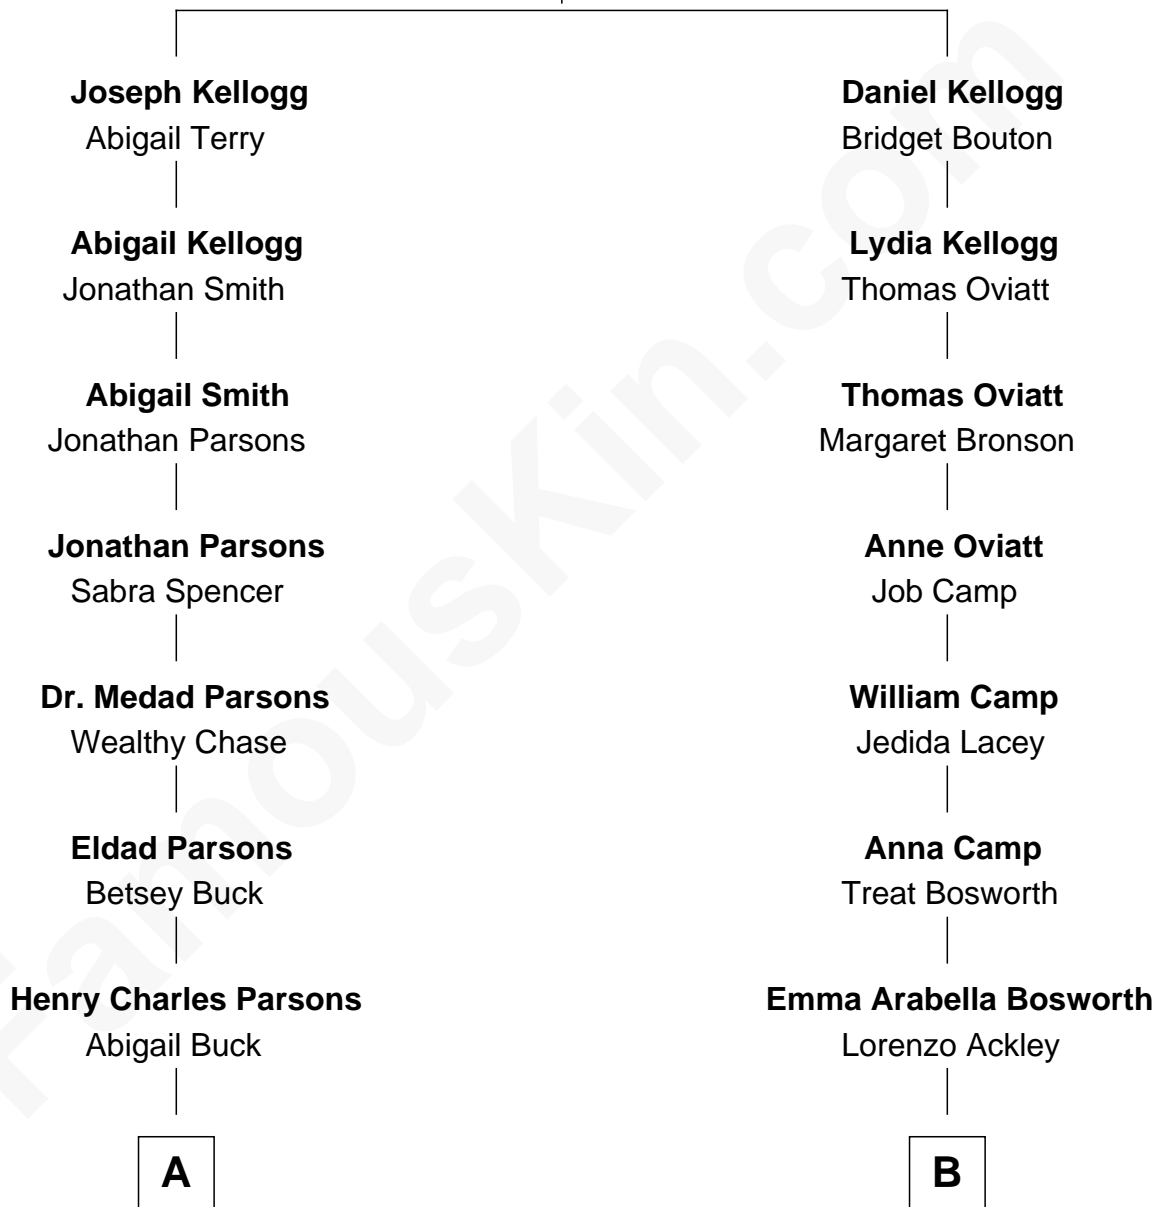 Joseph Kellogg
Abigail Terry
Abigail Kellogg
Jonathan Smith
Abigail Smith
Jonathan Parsons
Jonathan Parsons
Sabra Spencer
Dr. Medad Parsons
Wealthy Chase
Eldad Parsons
Betsey Buck
Henry Charles Parsons
Abigail Buck
A
Daniel Kellogg
Bridget Bouton
Lydia Kellogg
Thomas Oviatt
Thomas Oviatt
Margaret Bronson
Anne Oviatt
Job Camp
William Camp
Jedida Lacey
Anna Camp
Treat Bosworth
Emma Arabella Bosworth
Lorenzo Ackley
B
FamousKin.com